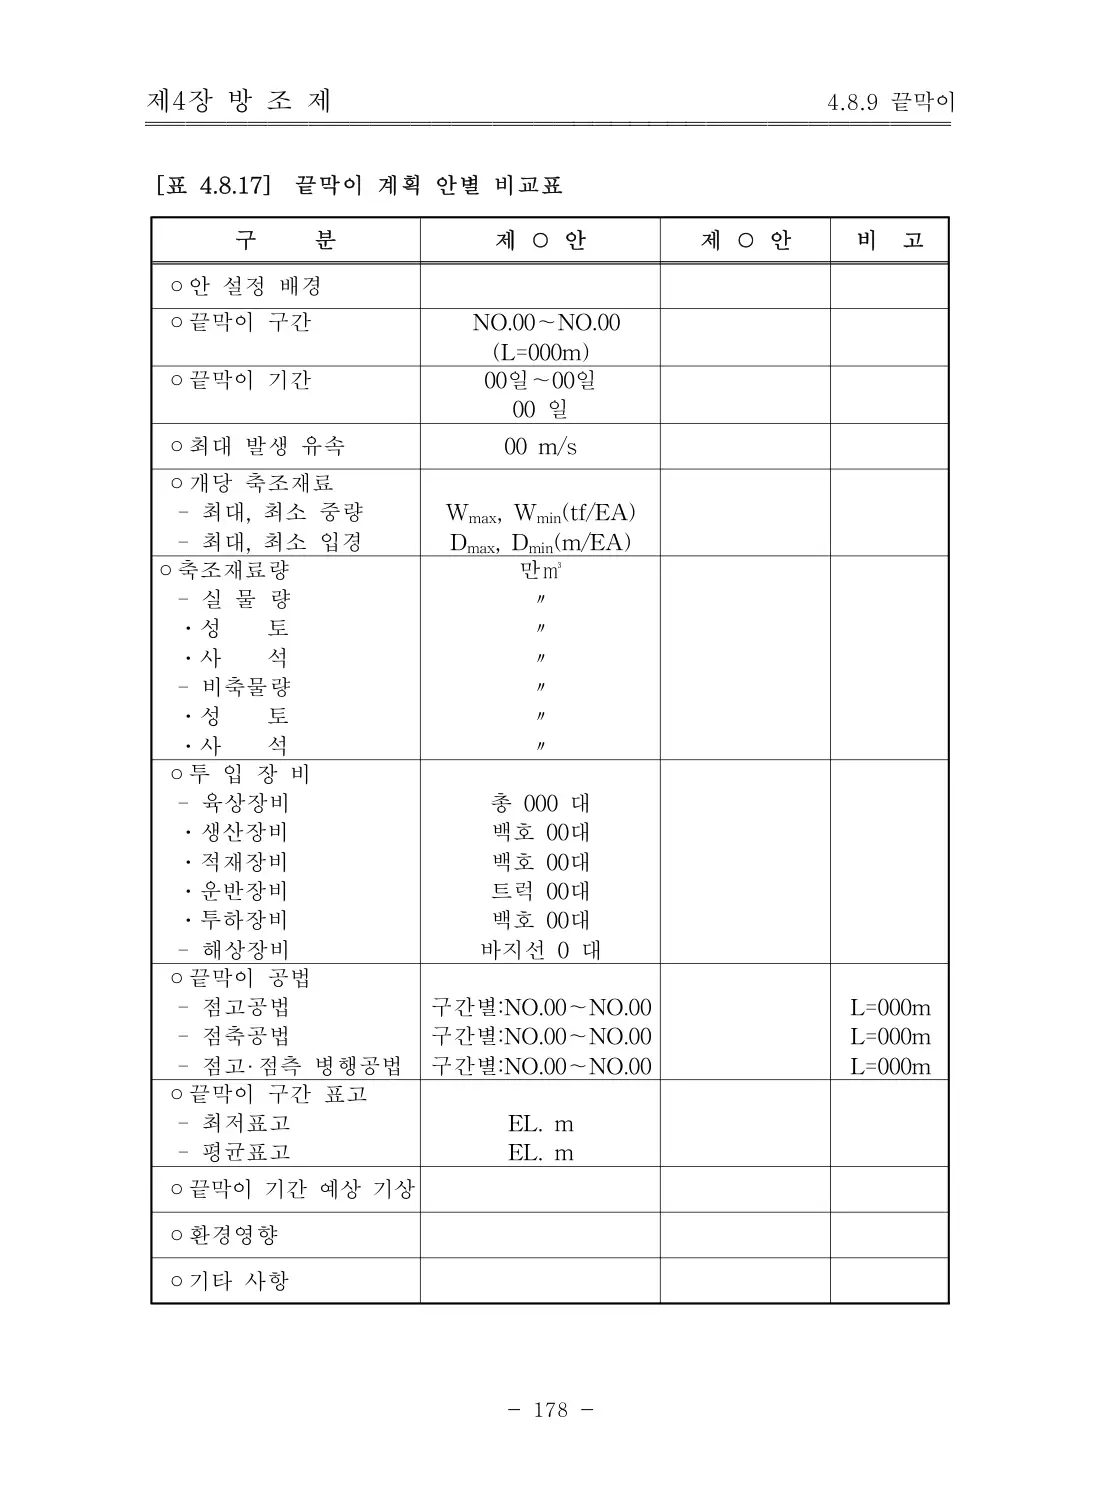 제4장 방 조 제 4.8.9 끝막이
[표 4.8.17] 끝막이 계획 안별 비교표
구 분 제 ○ 안 제 ○ 안 비 고
○안 설정 배경
○끝막이 구간 NO.00~NO.00
(L=000m)
○끝막이 기간 00일~00일
00 일
○최대 발생 유속 00 m/s
○개당 축조재료
- 최대, 최소 중량 Wmax, Wmin(tf/EA)
- 최대, 최소 입경 Dmax, Dmin(m/EA)
○축조재료량 만㎥
- 실 물 량 〃
·성 토 〃
·사 석 〃
- 비축물량 〃
·성 토 〃
·사 석 〃
○투 입 장 비
- 육상장비 총 000 대
·생산장비 백호 00대
·적재장비 백호 00대
·운반장비 트럭 00대
·투하장비 백호 00대
- 해상장비 바지선 0 대
○끝막이 공법
- 점고공법 구간별:NO.00~NO.00 L=000m
- 점축공법 구간별:NO.00~NO.00 L=000m
- 점고·점측 병행공법 구간별:NO.00~NO.00 L=000m
○끝막이 구간 표고
- 최저표고 EL. m
- 평균표고 EL. m
○끝막이 기간 예상 기상
○환경영향
○기타 사항
- 178 -